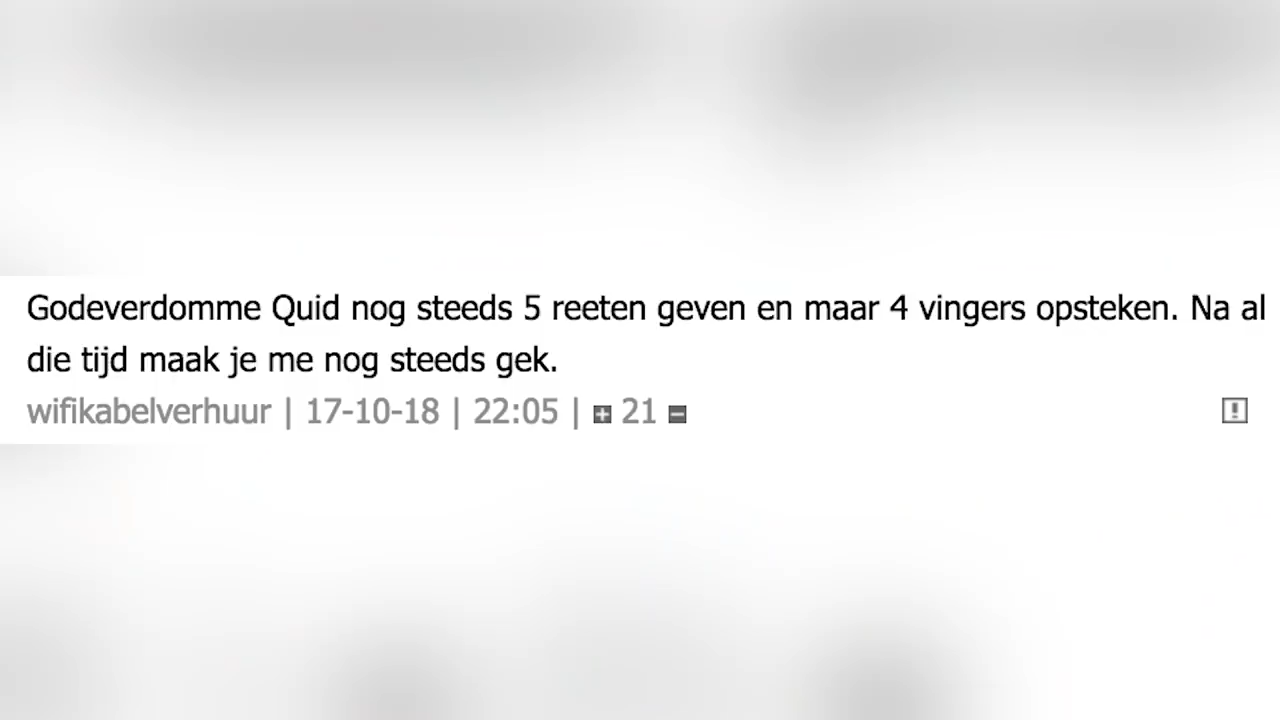 Godeverdomme Quid nog steeds 5 reeten geven en maar 4 vingers opsteken. Na al
die tijd maak je me nog steeds gek.
wifikabelverhuur | 17-10-18 | 22:05 | + 21 −